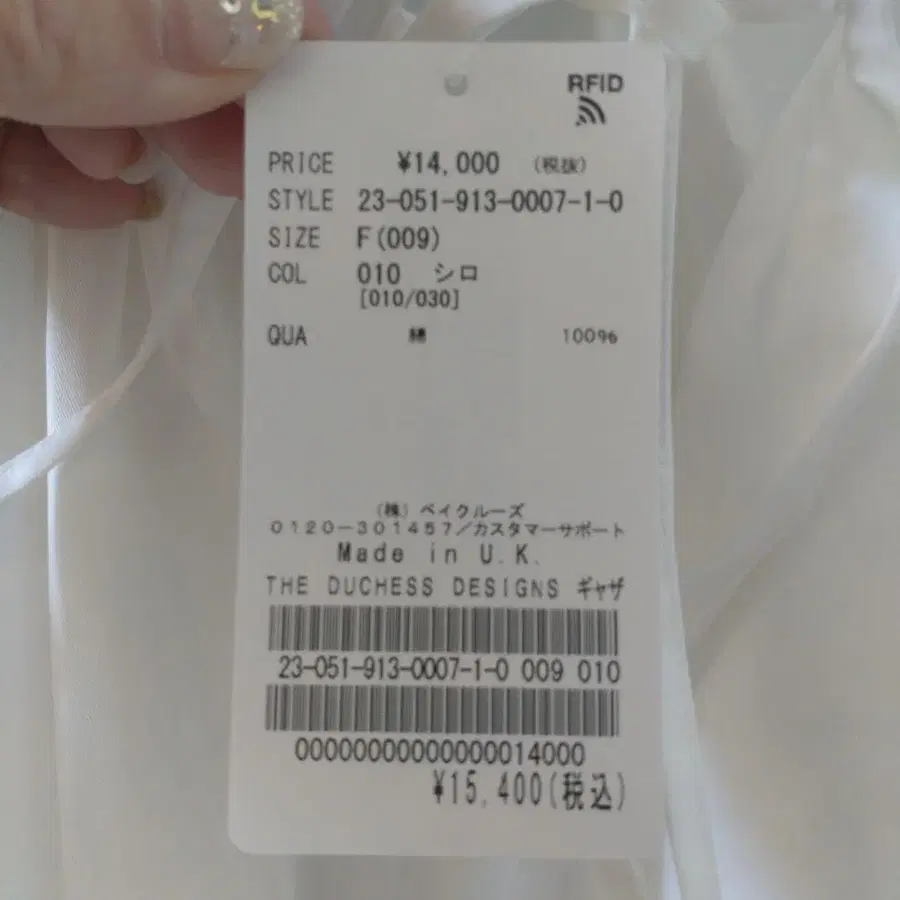 RFID
PRICE ¥14,000 (税抜)
STYLE 23-051-913-0007-1-0
SIZE F(009)
COL 010 シロ
[010/030]
QUA 綿 100%
(株) ベイクルーズ
0120-301457/カスタマーサポート
Made in U.K.
THE DUCHESS DESIGNS ギャザ
23-051-913-0007-1-0 009 010
00000000000000014000
¥15,400(税込)